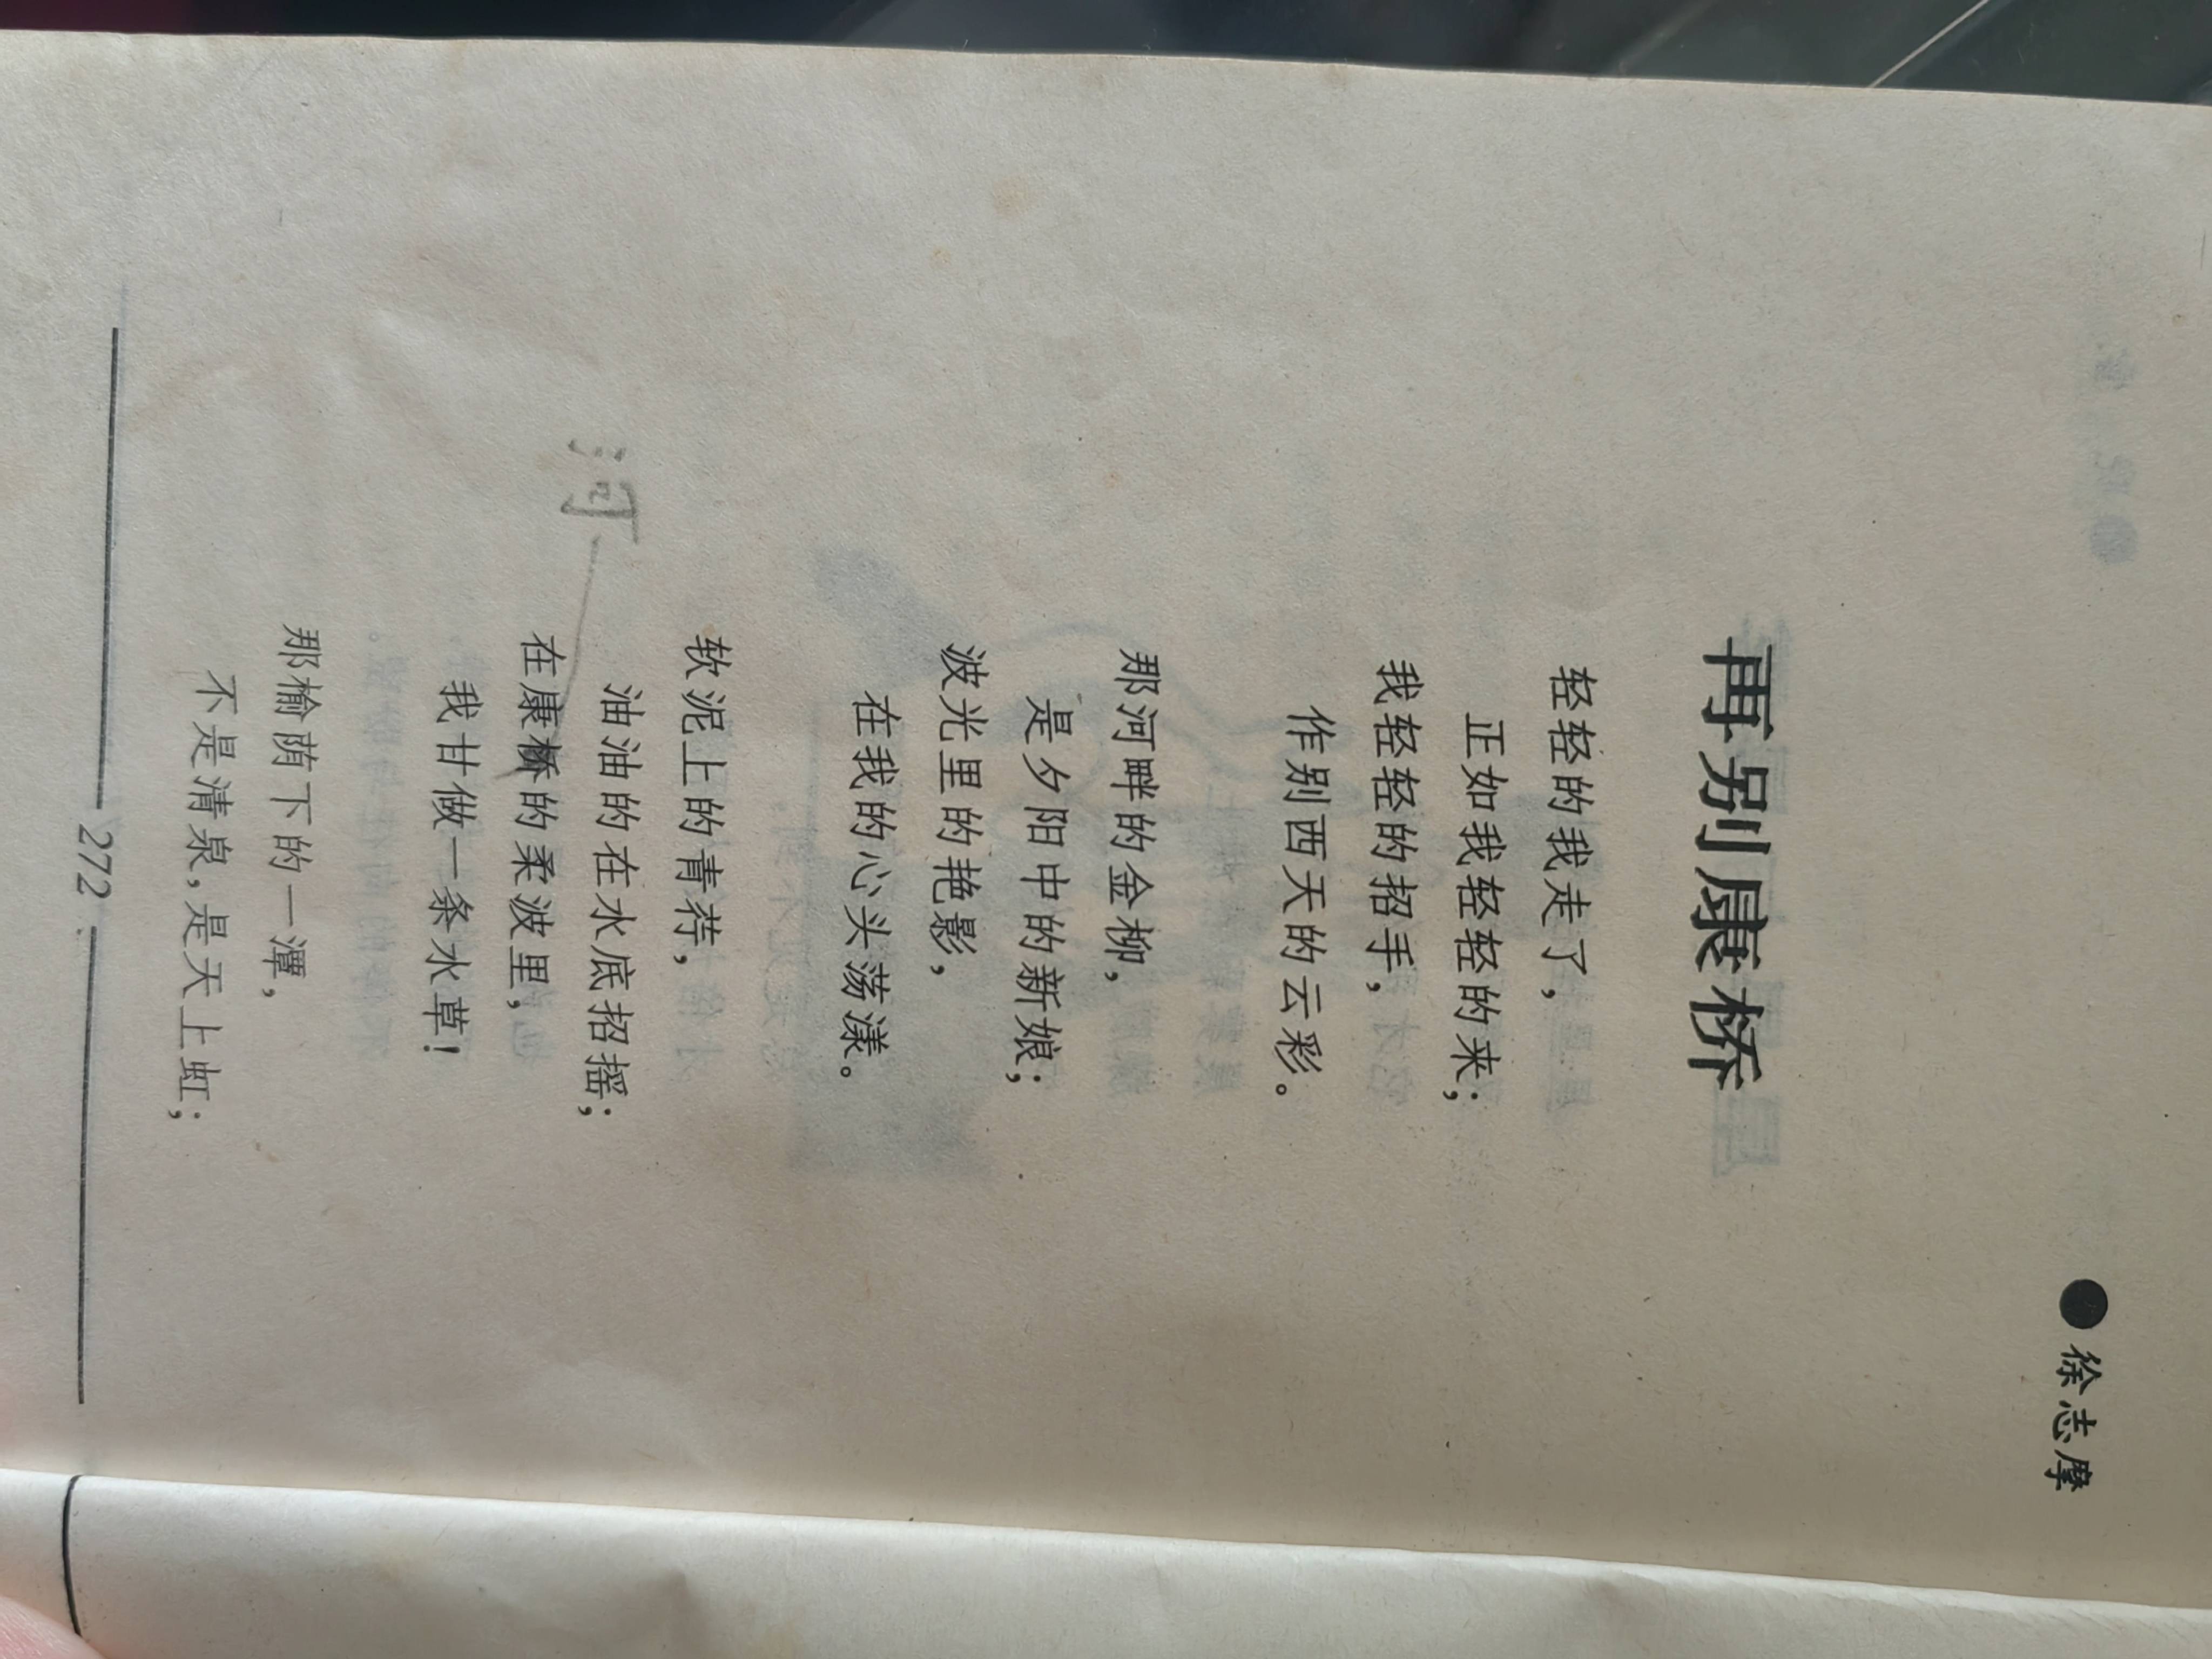 ●徐志摩
再别康桥
轻轻的我走了，
正如我轻轻的来；
我轻轻的招手，
作别西天的云彩。
那河畔的金柳，
是夕阳中的新娘；
波光里的艳影，
在我的心头荡漾。
软泥上的青荇，
油油的在水底招摇；
河
在康桥的柔波里，
我甘做一条水草！
那榆荫下的一潭，
不是清泉，是天上虹；
272